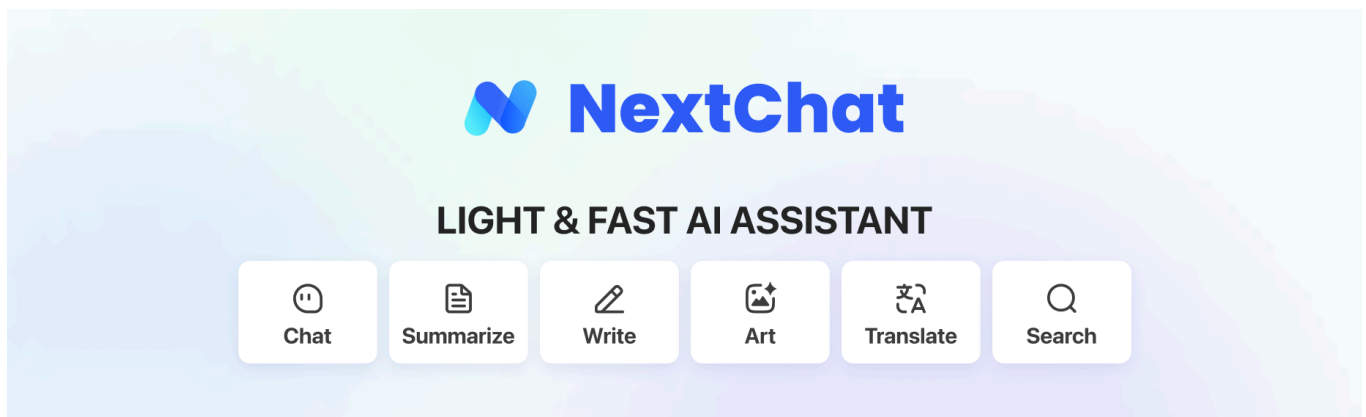 NextChat
LIGHT & FAST AI ASSISTANT
Chat Summarize Write Art Translate Search